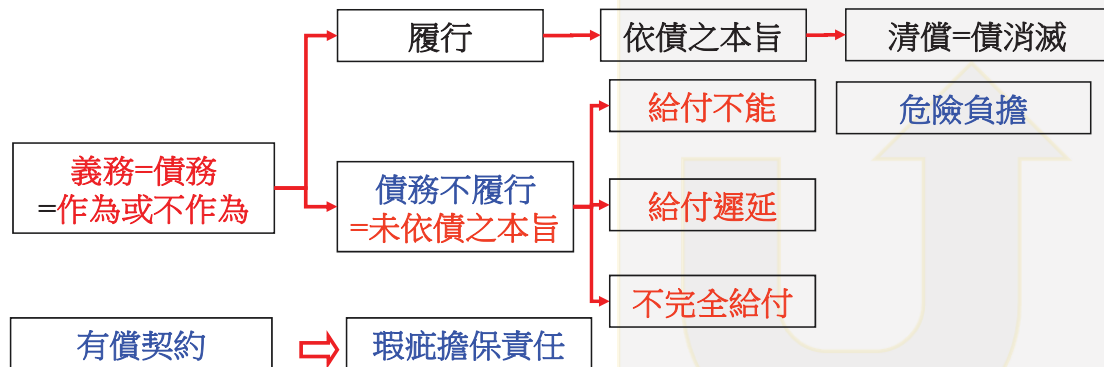 履行
依債之本旨
清償=債消滅
給付不能
危險負擔
義務=債務
=作為或不作為
債務不履行
=未依債之本旨
給付遲延
不完全給付
有償契約
瑕疵擔保責任